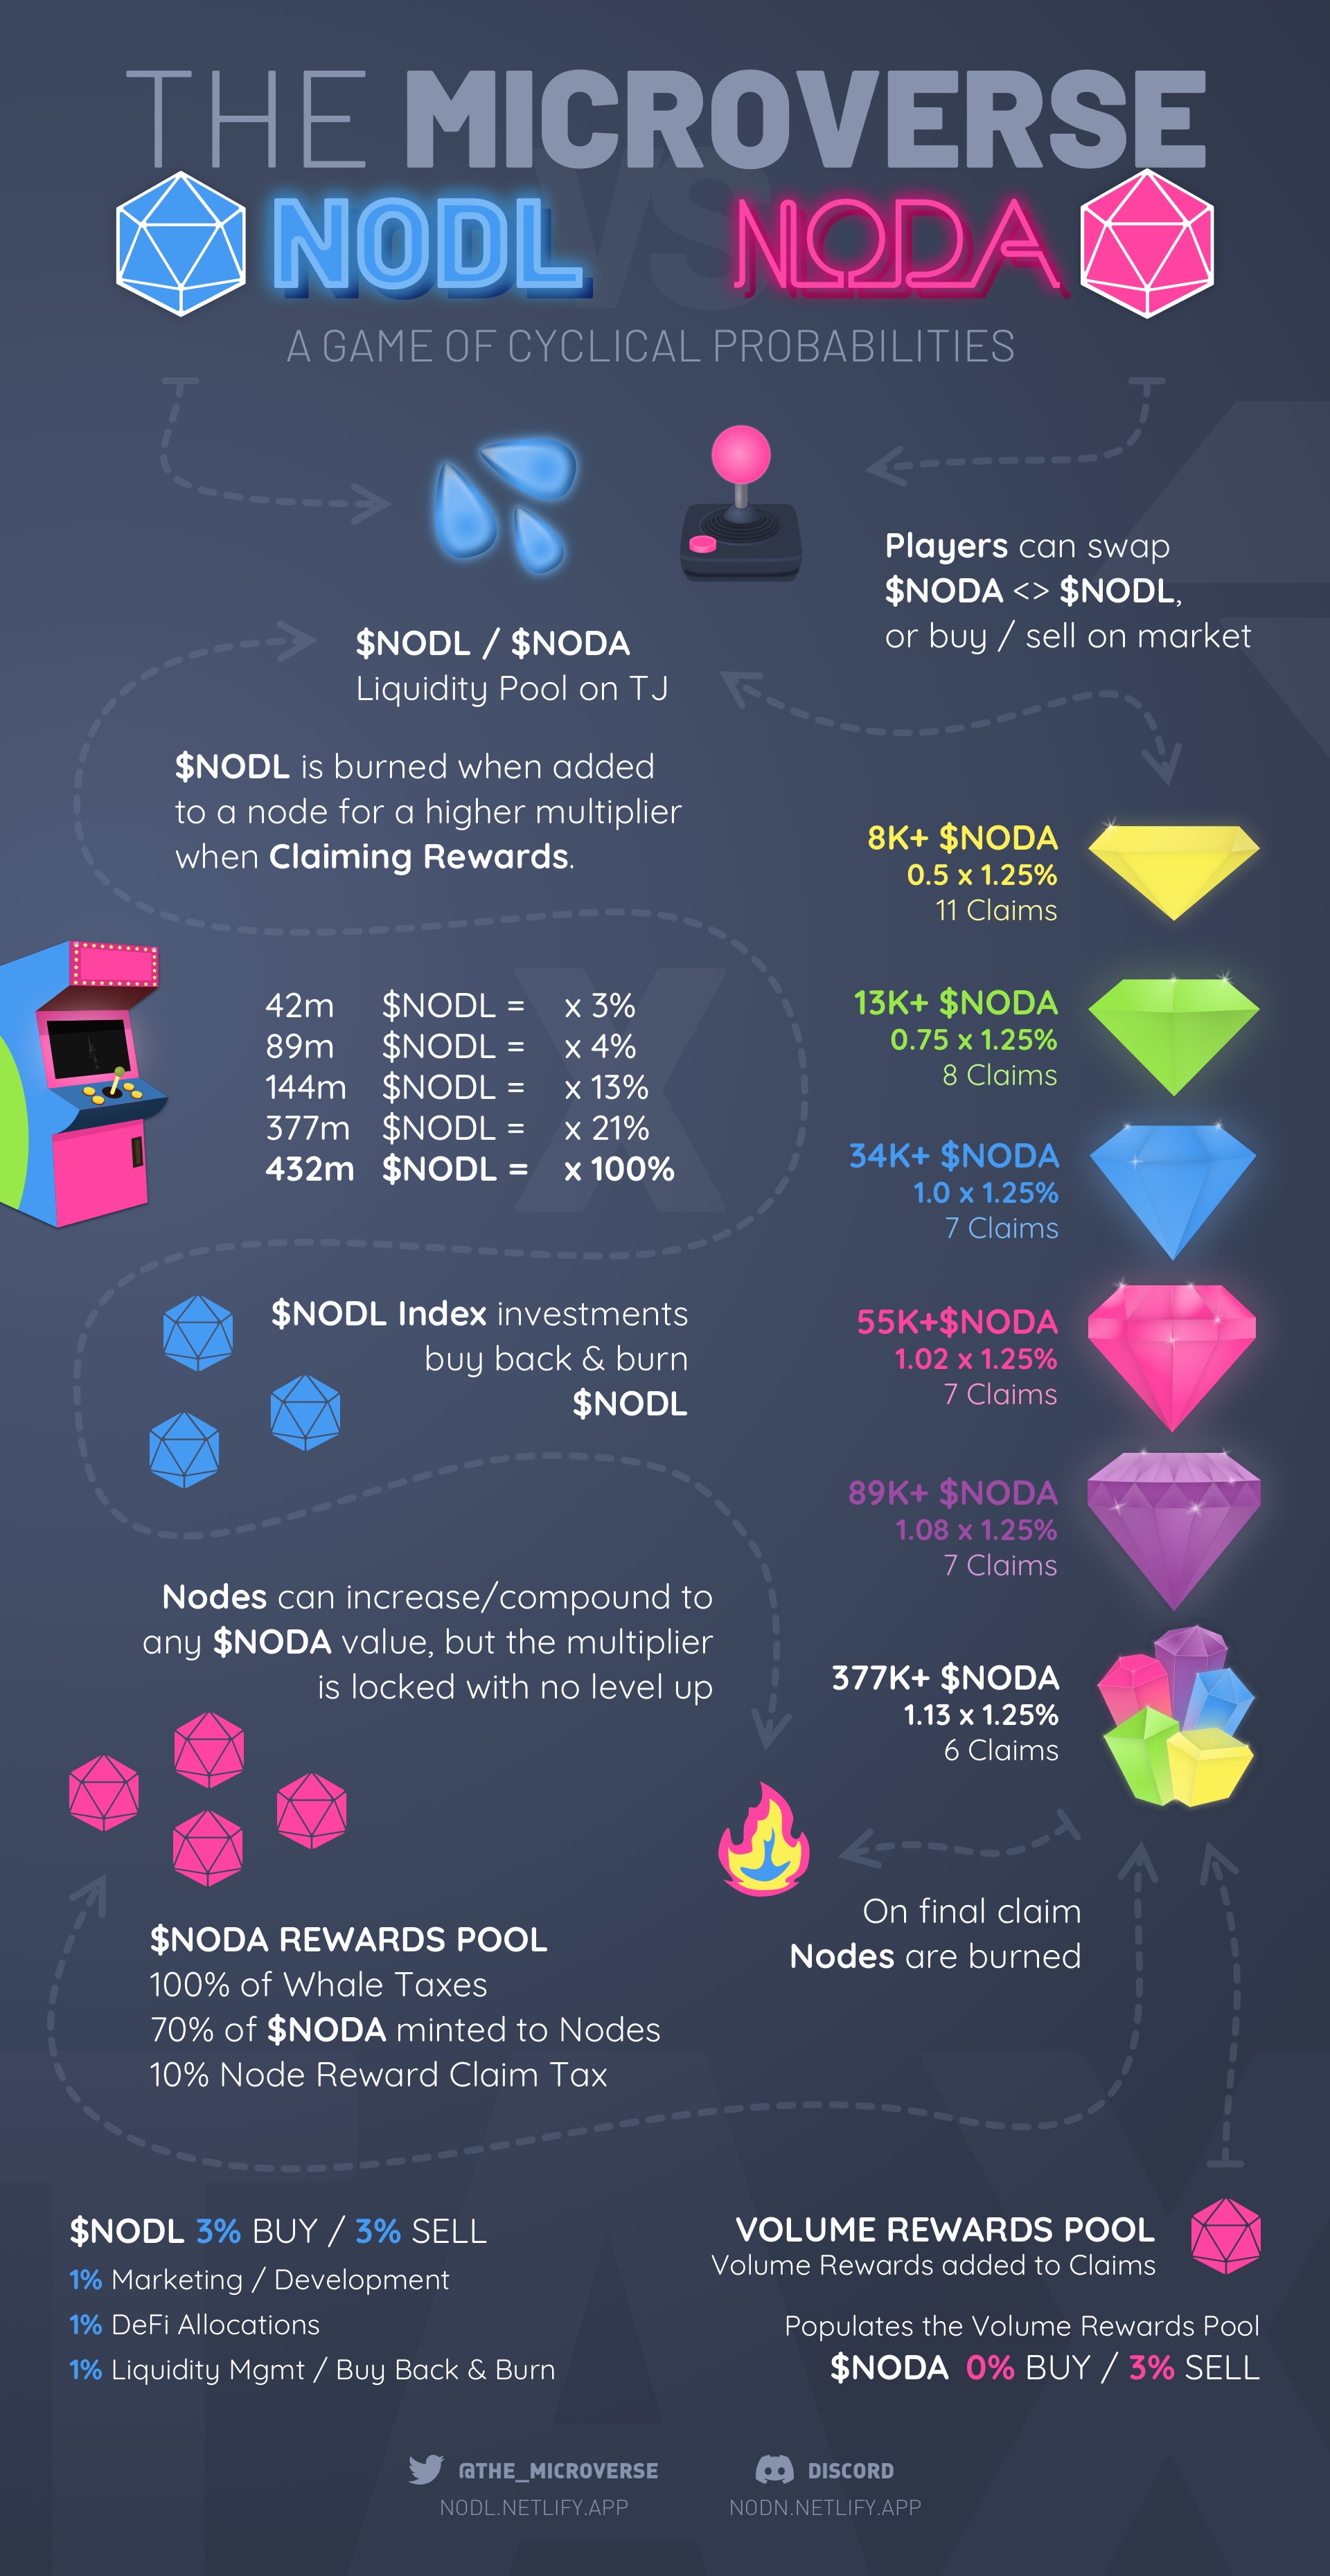 THE MICROVERSE
VS
NODL
NODA
A GAME OF CYCLICAL PROBABILITIES
Players can swap
$NODA <> $NODL,
or buy / sell on market
$NODL / $NODA
Liquidity Pool on TJ
$NODL is burned when added
to a node for a higher multiplier
when Claiming Rewards.
X
42m $NODL = x 3%
89m $NODL = x 4%
144m $NODL = x 13%
377m $NODL = x 21%
432m $NODL = x 100%
8K+ $NODA
0.5 x 1.25%
11 Claims
13K+ $NODA
0.75 x 1.25%
8 Claims
34K+ $NODA
1.0 x 1.25%
7 Claims
55K+$NODA
1.02 x 1.25%
7 Claims
89K+ $NODA
1.08 x 1.25%
7 Claims
377K+ $NODA
1.13 x 1.25%
6 Claims
$NODL Index investments
buy back & burn
$NODL
Nodes can increase/compound to
any $NODA value, but the multiplier
is locked with no level up
On final claim
Nodes are burned
$NODA REWARDS POOL
100% of Whale Taxes
70% of $NODA minted to Nodes
10% Node Reward Claim Tax
TAX
$NODL 3% BUY / 3% SELL
1% Marketing / Development
1% DeFi Allocations
1% Liquidity Mgmt / Buy Back & Burn
VOLUME REWARDS POOL
Volume Rewards added to Claims
Populates the Volume Rewards Pool
$NODA 0% BUY / 3% SELL
@THE_MICROVERSE
NODL.NETLIFY.APP
DISCORD
NODN.NETLIFY.APP